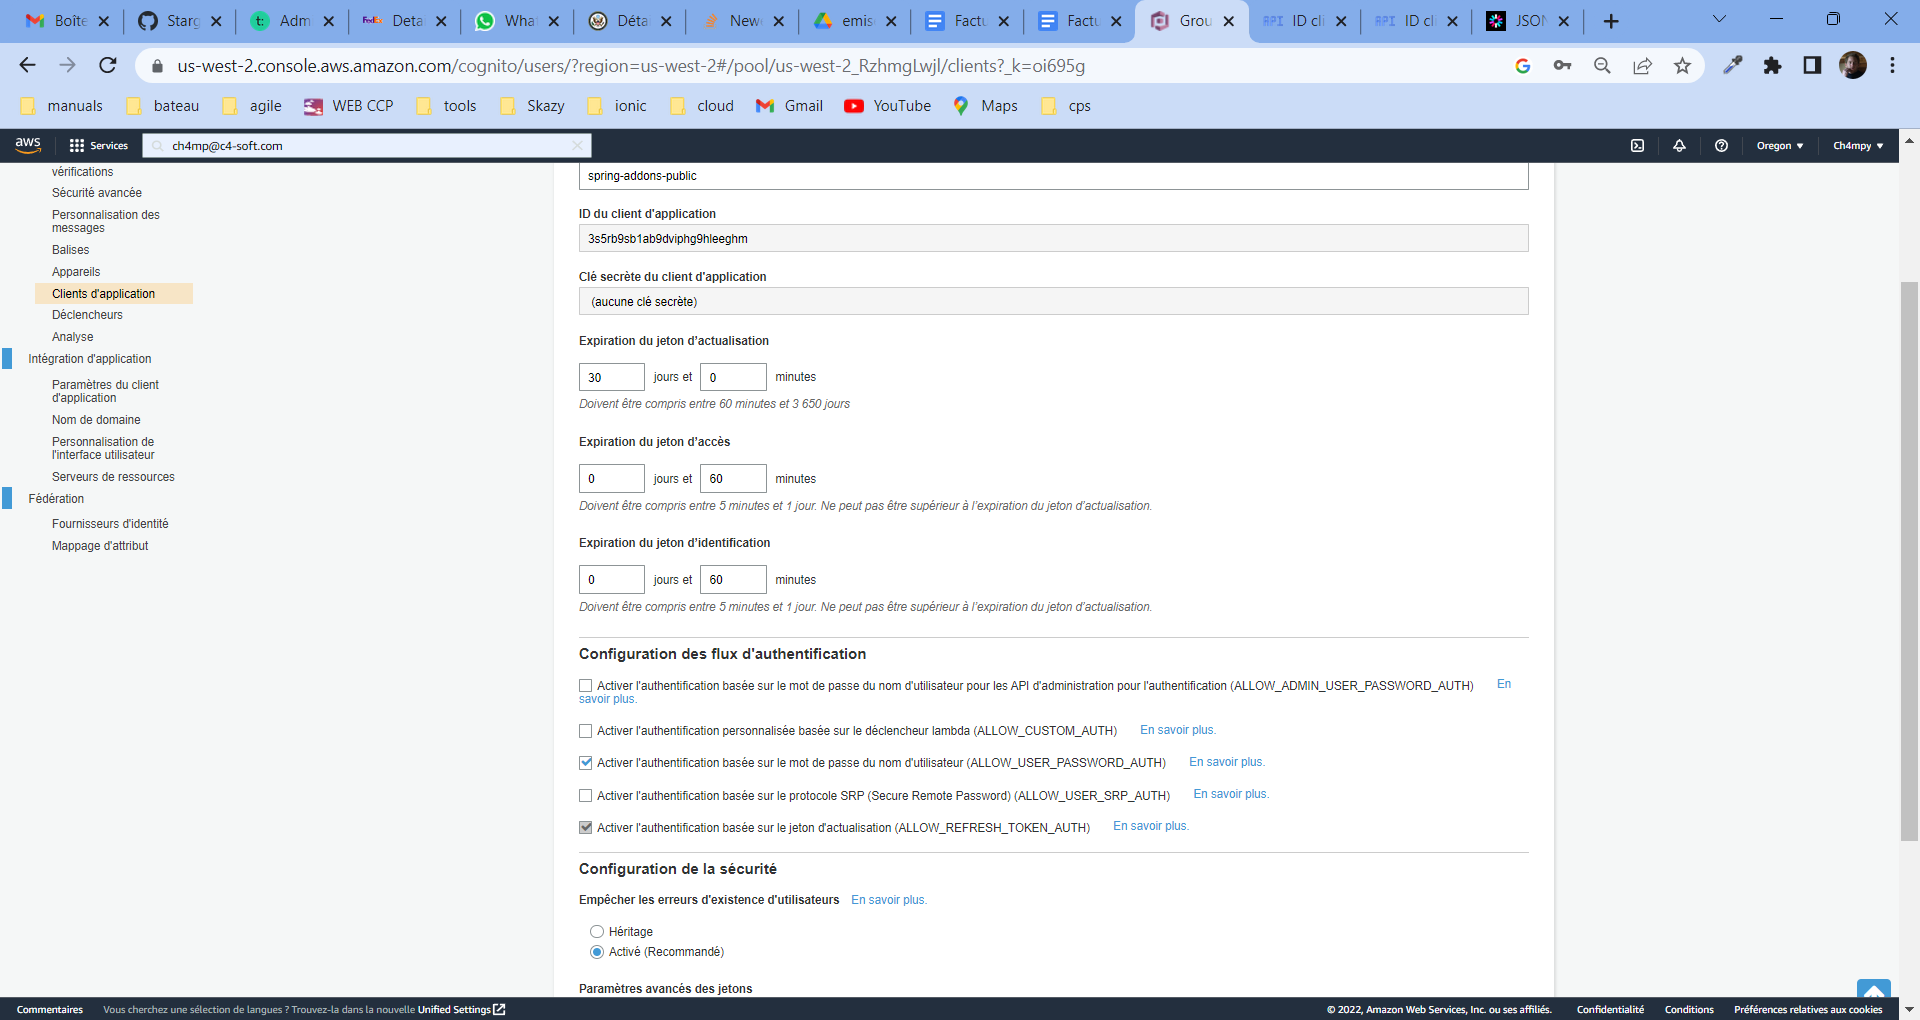 Boîte
Starg
Adm
FedEx Deta
What
Déta
New
emis
Factu
Factu
Grou
API ID cli
API ID cli
JSON
us-west-2.console.aws.amazon.com/cognito/users/?region=us-west-2#/pool/us-west-2_RzhmgLwjl/clients?_k=oi695g
manuals bateau agile WEB CCP tools Skazy ionic cloud Gmail YouTube Maps cps
aws Services ch4mp@c4-soft.com Oregon Ch4mpy
vérifications
Sécurité avancée
Personnalisation des
messages
Balises
Appareils
Clients d'application
Déclencheurs
Analyse
Intégration d'application
Paramètres du client
d'application
Nom de domaine
Personnalisation de
l'interface utilisateur
Serveurs de ressources
Fédération
Fournisseurs d'identité
Mappage d'attribut
spring-addons-public
ID du client d'application
3s5rb9sb1ab9dviphg9hleeghm
Clé secrète du client d'application
(aucune clé secrète)
Expiration du jeton d'actualisation
30 jours et 0 minutes
Doivent être compris entre 60 minutes et 3 650 jours
Expiration du jeton d'accès
0 jours et 60 minutes
Doivent être compris entre 5 minutes et 1 jour. Ne peut pas être supérieur à l'expiration du jeton d'actualisation.
Expiration du jeton d'identification
0 jours et 60 minutes
Doivent être compris entre 5 minutes et 1 jour. Ne peut pas être supérieur à l'expiration du jeton d'actualisation.
Configuration des flux d'authentification
Activer l'authentification basée sur le mot de passe du nom d'utilisateur pour les API d'administration pour l'authentification (ALLOW_ADMIN_USER_PASSWORD_AUTH) En
savoir plus.
Activer l'authentification personnalisée basée sur le déclencheur lambda (ALLOW_CUSTOM_AUTH) En savoir plus.
Activer l'authentification basée sur le mot de passe du nom d'utilisateur (ALLOW_USER_PASSWORD_AUTH) En savoir plus.
Activer l'authentification basée sur le protocole SRP (Secure Remote Password) (ALLOW_USER_SRP_AUTH) En savoir plus.
Activer l'authentification basée sur le jeton d'actualisation (ALLOW_REFRESH_TOKEN_AUTH) En savoir plus.
Configuration de la sécurité
Empêcher les erreurs d'existence d'utilisateurs En savoir plus.
Héritage
Activé (Recommandé)
Paramètres avancés des jetons
Commentaires Vous cherchez une sélection de langues ? Trouvez-la dans la nouvelle Unified Settings © 2022, Amazon Web Services, Inc. ou ses affiliés. Confidentialité Conditions Préférences relatives aux cookies